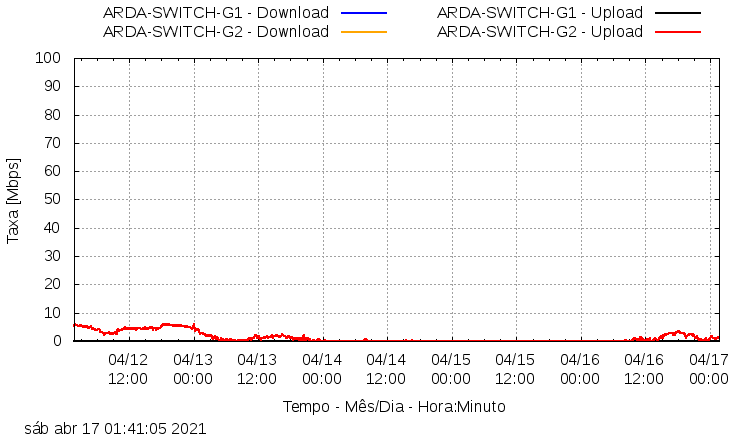 ARDA-SWITCH-G1 - Download ARDA-SWITCH-G1 - Upload
ARDA-SWITCH-G2 - Download ARDA-SWITCH-G2 - Upload
100
90
80
70
60
50
40
30
20
10
0
Taxa [Mbps]
04/12 04/13 04/13 04/14 04/14 04/15 04/15 04/16 04/16 04/17
12:00 00:00 12:00 00:00 12:00 00:00 12:00 00:00 12:00 00:00
Tempo - Mês/Dia - Hora:Minuto
sáb abr 17 01:41:05 2021